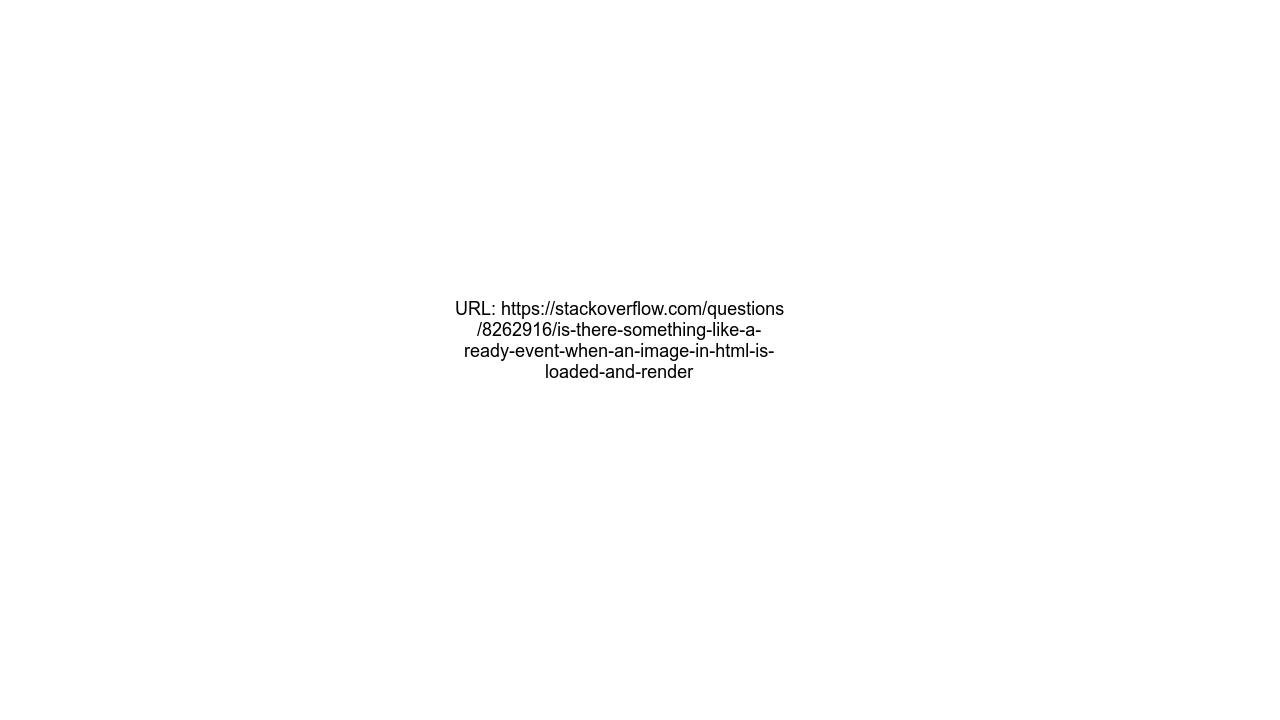 URL: https://stackoverflow.com/questions
/8262916/is-there-something-like-a-
ready-event-when-an-image-in-html-is-
loaded-and-render